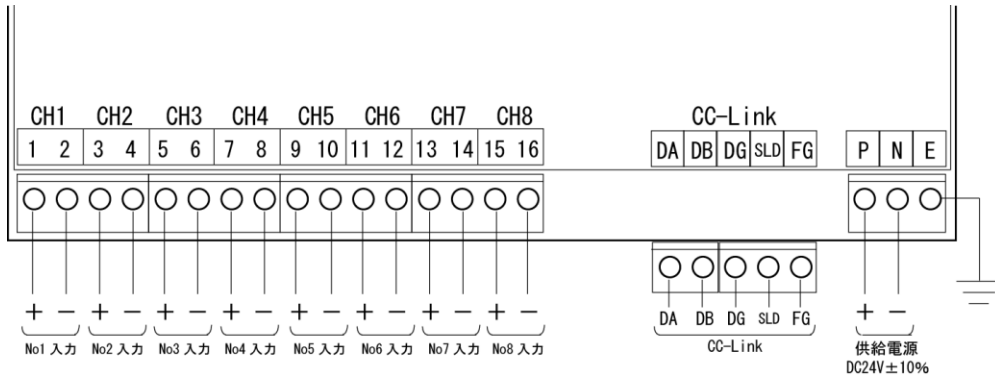 CH1 CH2 CH3 CH4 CH5 CH6 CH7 CH8 CC-Link
1 2 3 4 5 6 7 8 9 10 11 12 13 14 15 16 DA DB DG SLD FG P N E
+ − + − + − + − + − + − + − + − DA DB DG SLD FG + −
No1 入力 No2 入力 No3 入力 No4 入力 No5 入力 No6 入力 No7 入力 No8 入力 CC-Link 供給電源
DC24V±10%